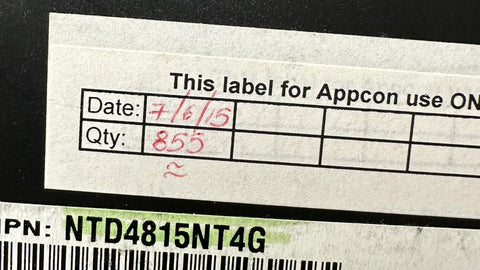 This label for Appcon use ON
Date: 7/6/15
Qty: 855
≈
PN: NTD4815NT4G